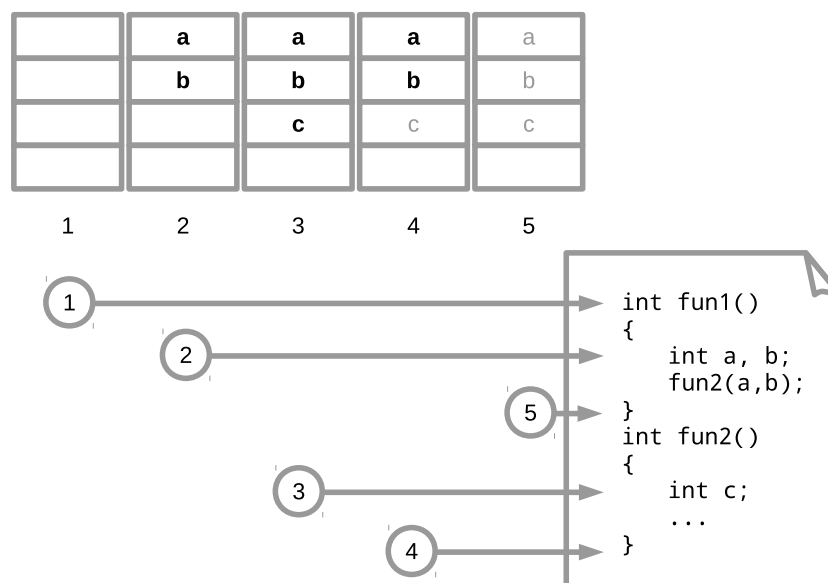 a a a a
b b b b
c c c
1 2 3 4 5
1
int fun1()
{
2
int a, b;
fun2(a,b);
5
}
int fun2()
{
3
int c;
...
4
}